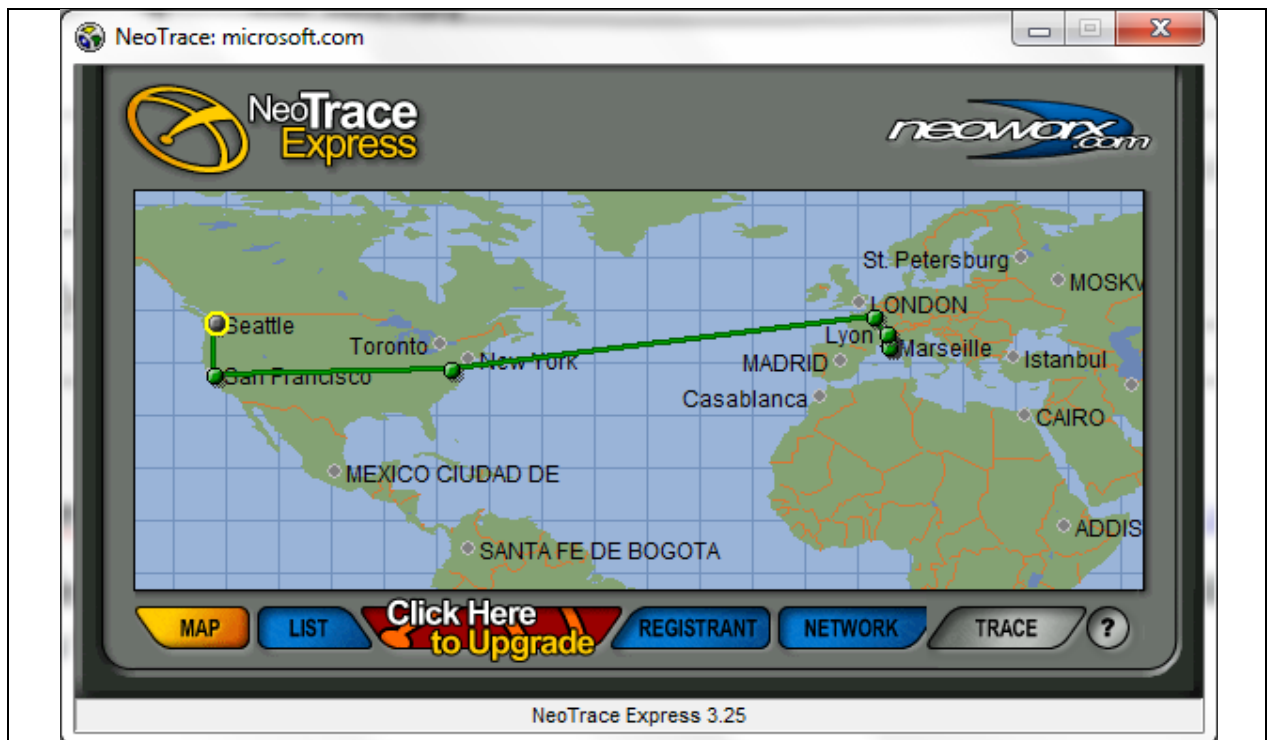 NeoTrace: microsoft.com
NeoTrace
Express
neoworx
.com
St. Petersburg
MOSKV
LONDON
Seattle
Lyon
Toronto
Marseille
New York
MADRID
Istanbul
San Francisco
Casablanca
CAIRO
MEXICO CIUDAD DE
ADDIS
SANTA FE DE BOGOTA
MAP
LIST
Click Here
to Upgrade
REGISTRANT
NETWORK
TRACE
?
NeoTrace Express 3.25